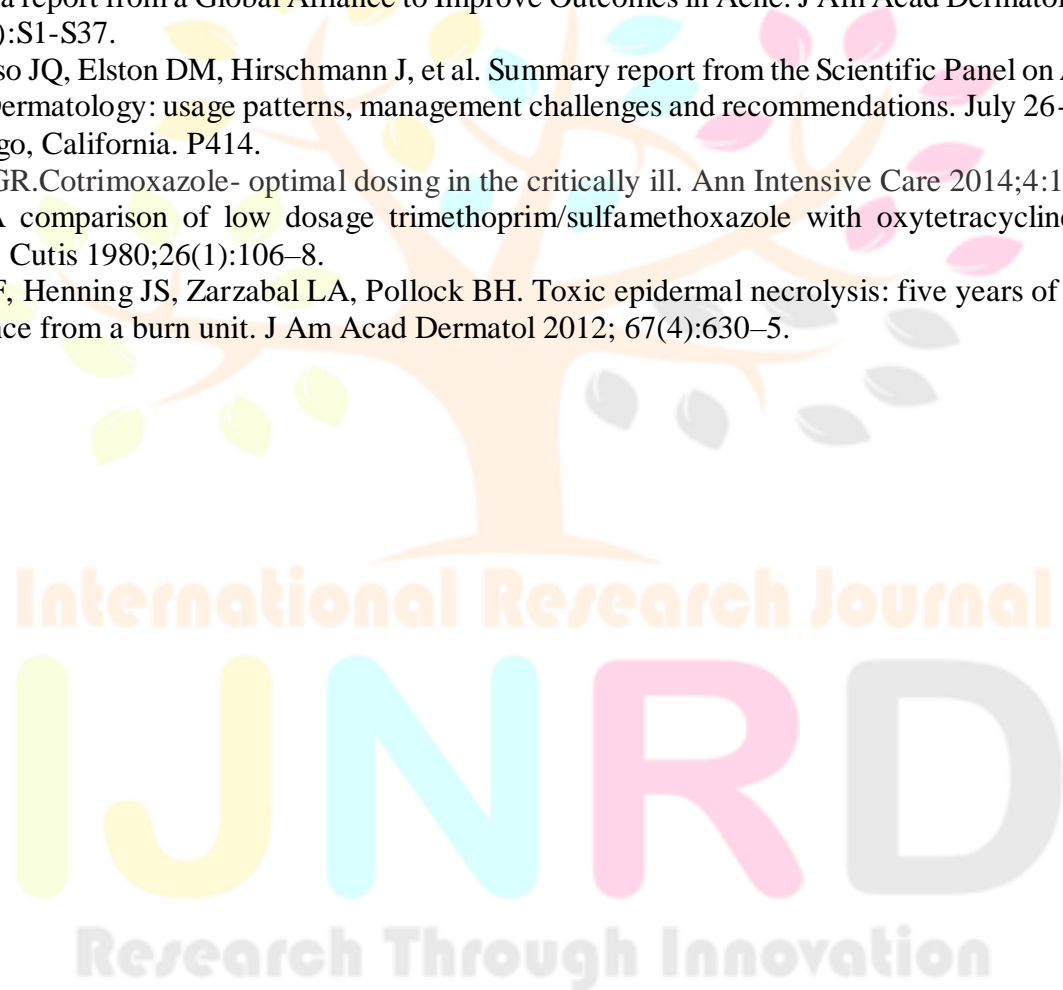 a report from a Global Alliance to Improve Outcomes in Acne. J Am Acad Dermatol
):S1-S37.
so JQ, Elston DM, Hirschmann J, et al. Summary report from the Scientific Panel on
Dermatology: usage patterns, management challenges and recommendations. July 26-
go, California. P414.
GR.Cotrimoxazole- optimal dosing in the critically ill. Ann Intensive Care 2014;4:1
A comparison of low dosage trimethoprim/sulfamethoxazole with oxytetracycline
Cutis 1980;26(1):106–8.
F, Henning JS, Zarzabal LA, Pollock BH. Toxic epidermal necrolysis: five years of
nce from a burn unit. J Am Acad Dermatol 2012; 67(4):630–5.
International Research Journal
IJNRD
Research Through Innovation